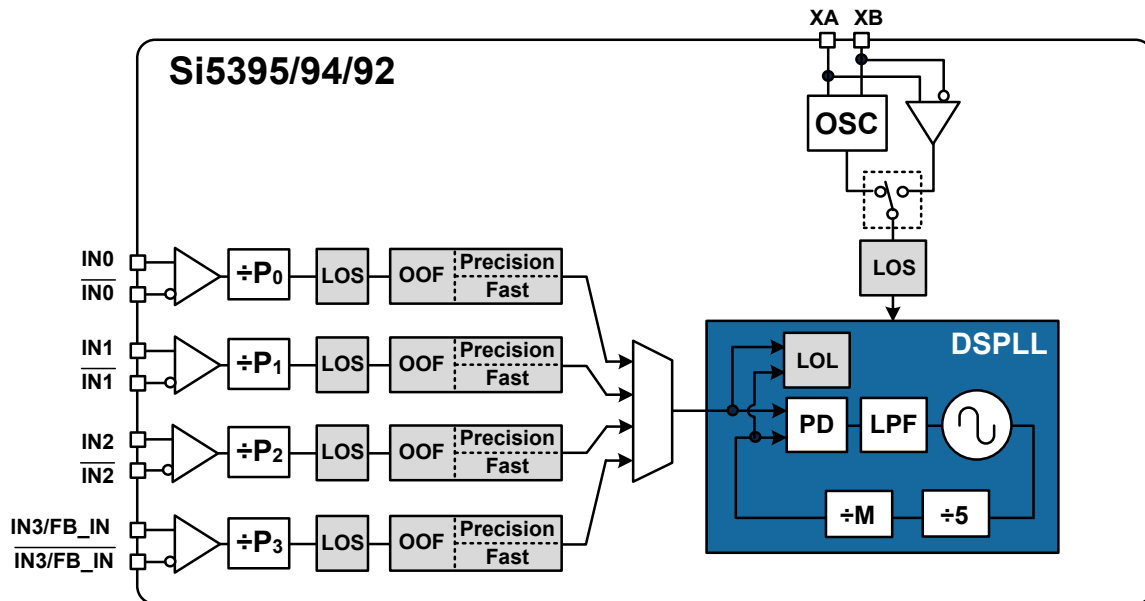 XA XB
Si5395/94/92
OSC
LOS
IN0
IN0
÷P0
LOS
OOF
Precision
Fast
IN1
IN1
÷P1
LOS
OOF
Precision
Fast
IN2
IN2
÷P2
LOS
OOF
Precision
Fast
IN3/FB_IN
IN3/FB_IN
÷P3
LOS
OOF
Precision
Fast
DSPLL
LOL
PD
LPF
÷M
÷5